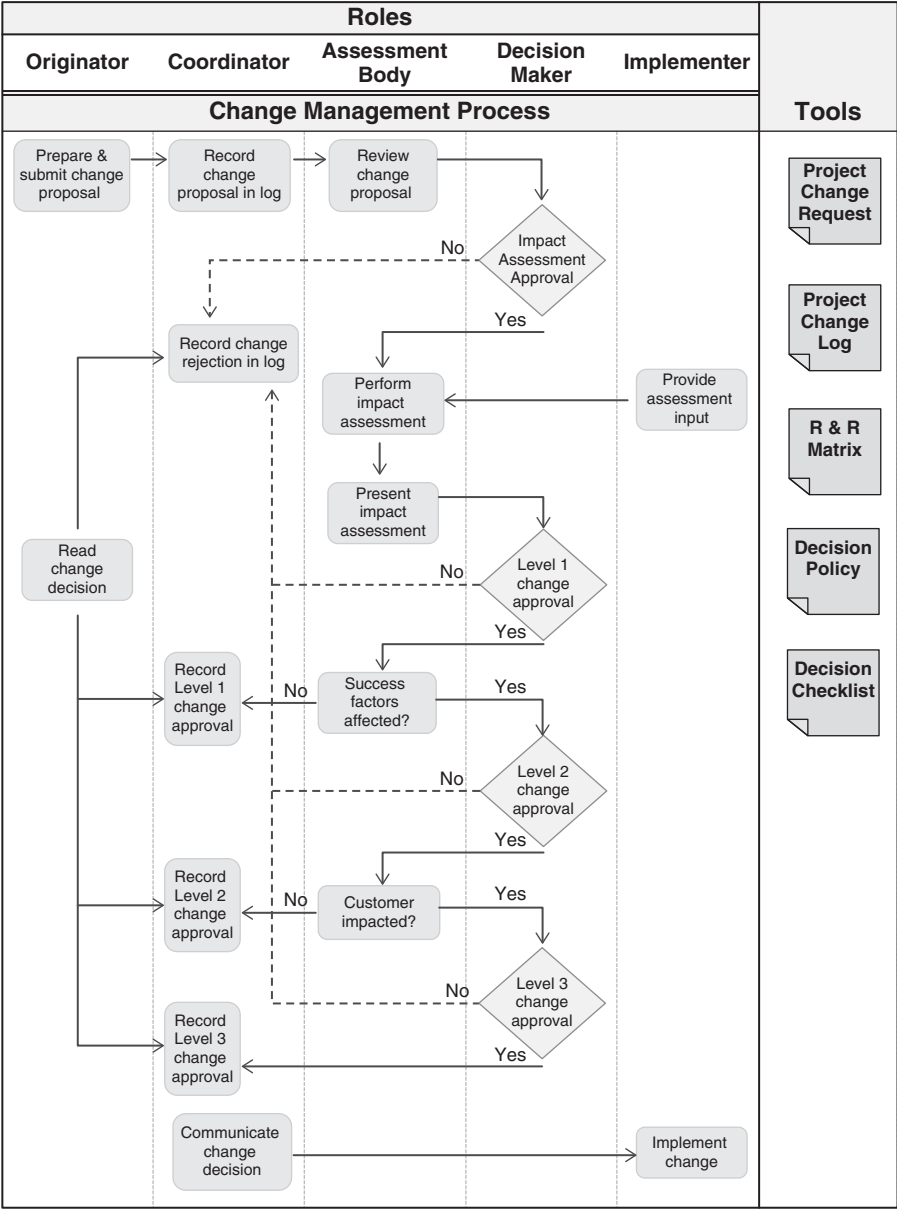 Roles
Originator
Coordinator
Assessment
Body
Decision
Maker
Implementer
Change Management Process
Tools
Prepare &
submit change
proposal
Record
change
proposal in log
Review
change
proposal
Impact
Assessment
Approval
No
Yes
Record change
rejection in log
Perform
impact
assessment
Provide
assessment
input
Present
impact
assessment
Read
change
decision
Level 1
change
approval
No
Yes
Record
Level 1
change
approval
No
Success
factors
affected?
Yes
Level 2
change
approval
No
Yes
Record
Level 2
change
approval
No
Customer
impacted?
Yes
Level 3
change
approval
No
Yes
Record
Level 3
change
approval
Communicate
change
decision
Implement
change
Project
Change
Request
Project
Change
Log
R & R
Matrix
Decision
Policy
Decision
Checklist